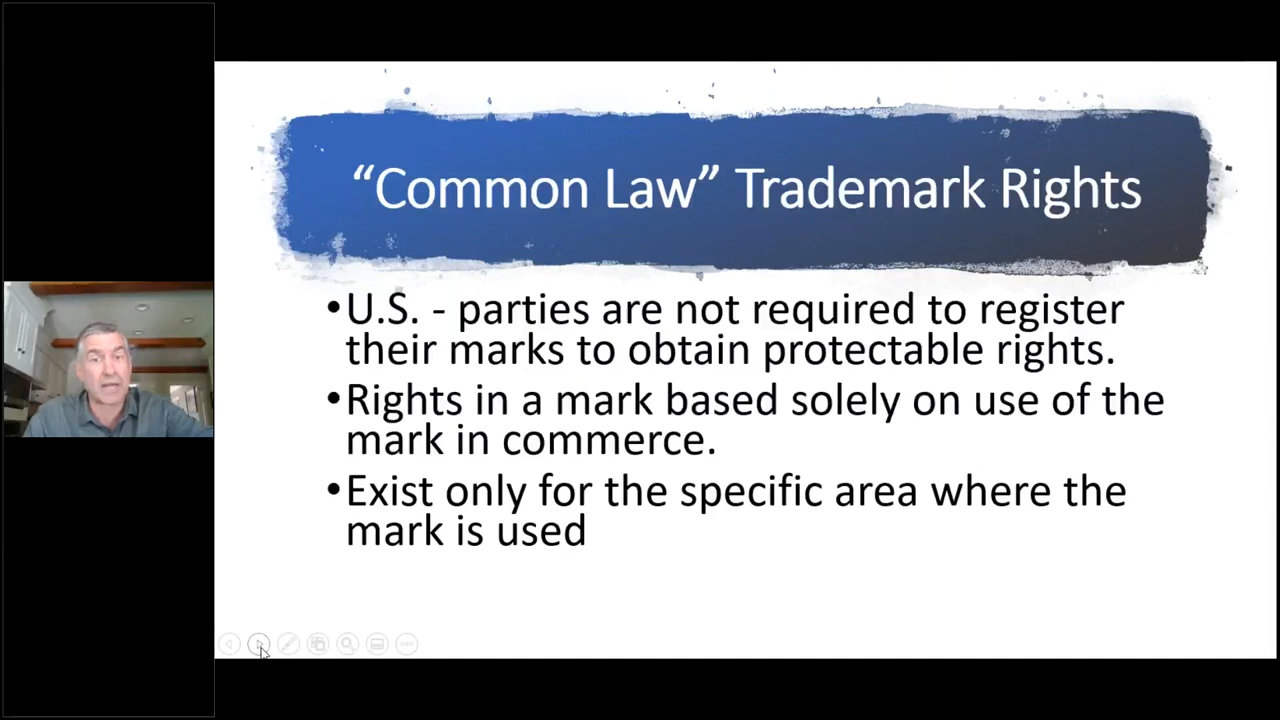 “Common Law” Trademark Rights
•U.S. - parties are not required to register
their marks to obtain protectable rights.
•Rights in a mark based solely on use of the
mark in commerce.
•Exist only for the specific area where the
mark is used